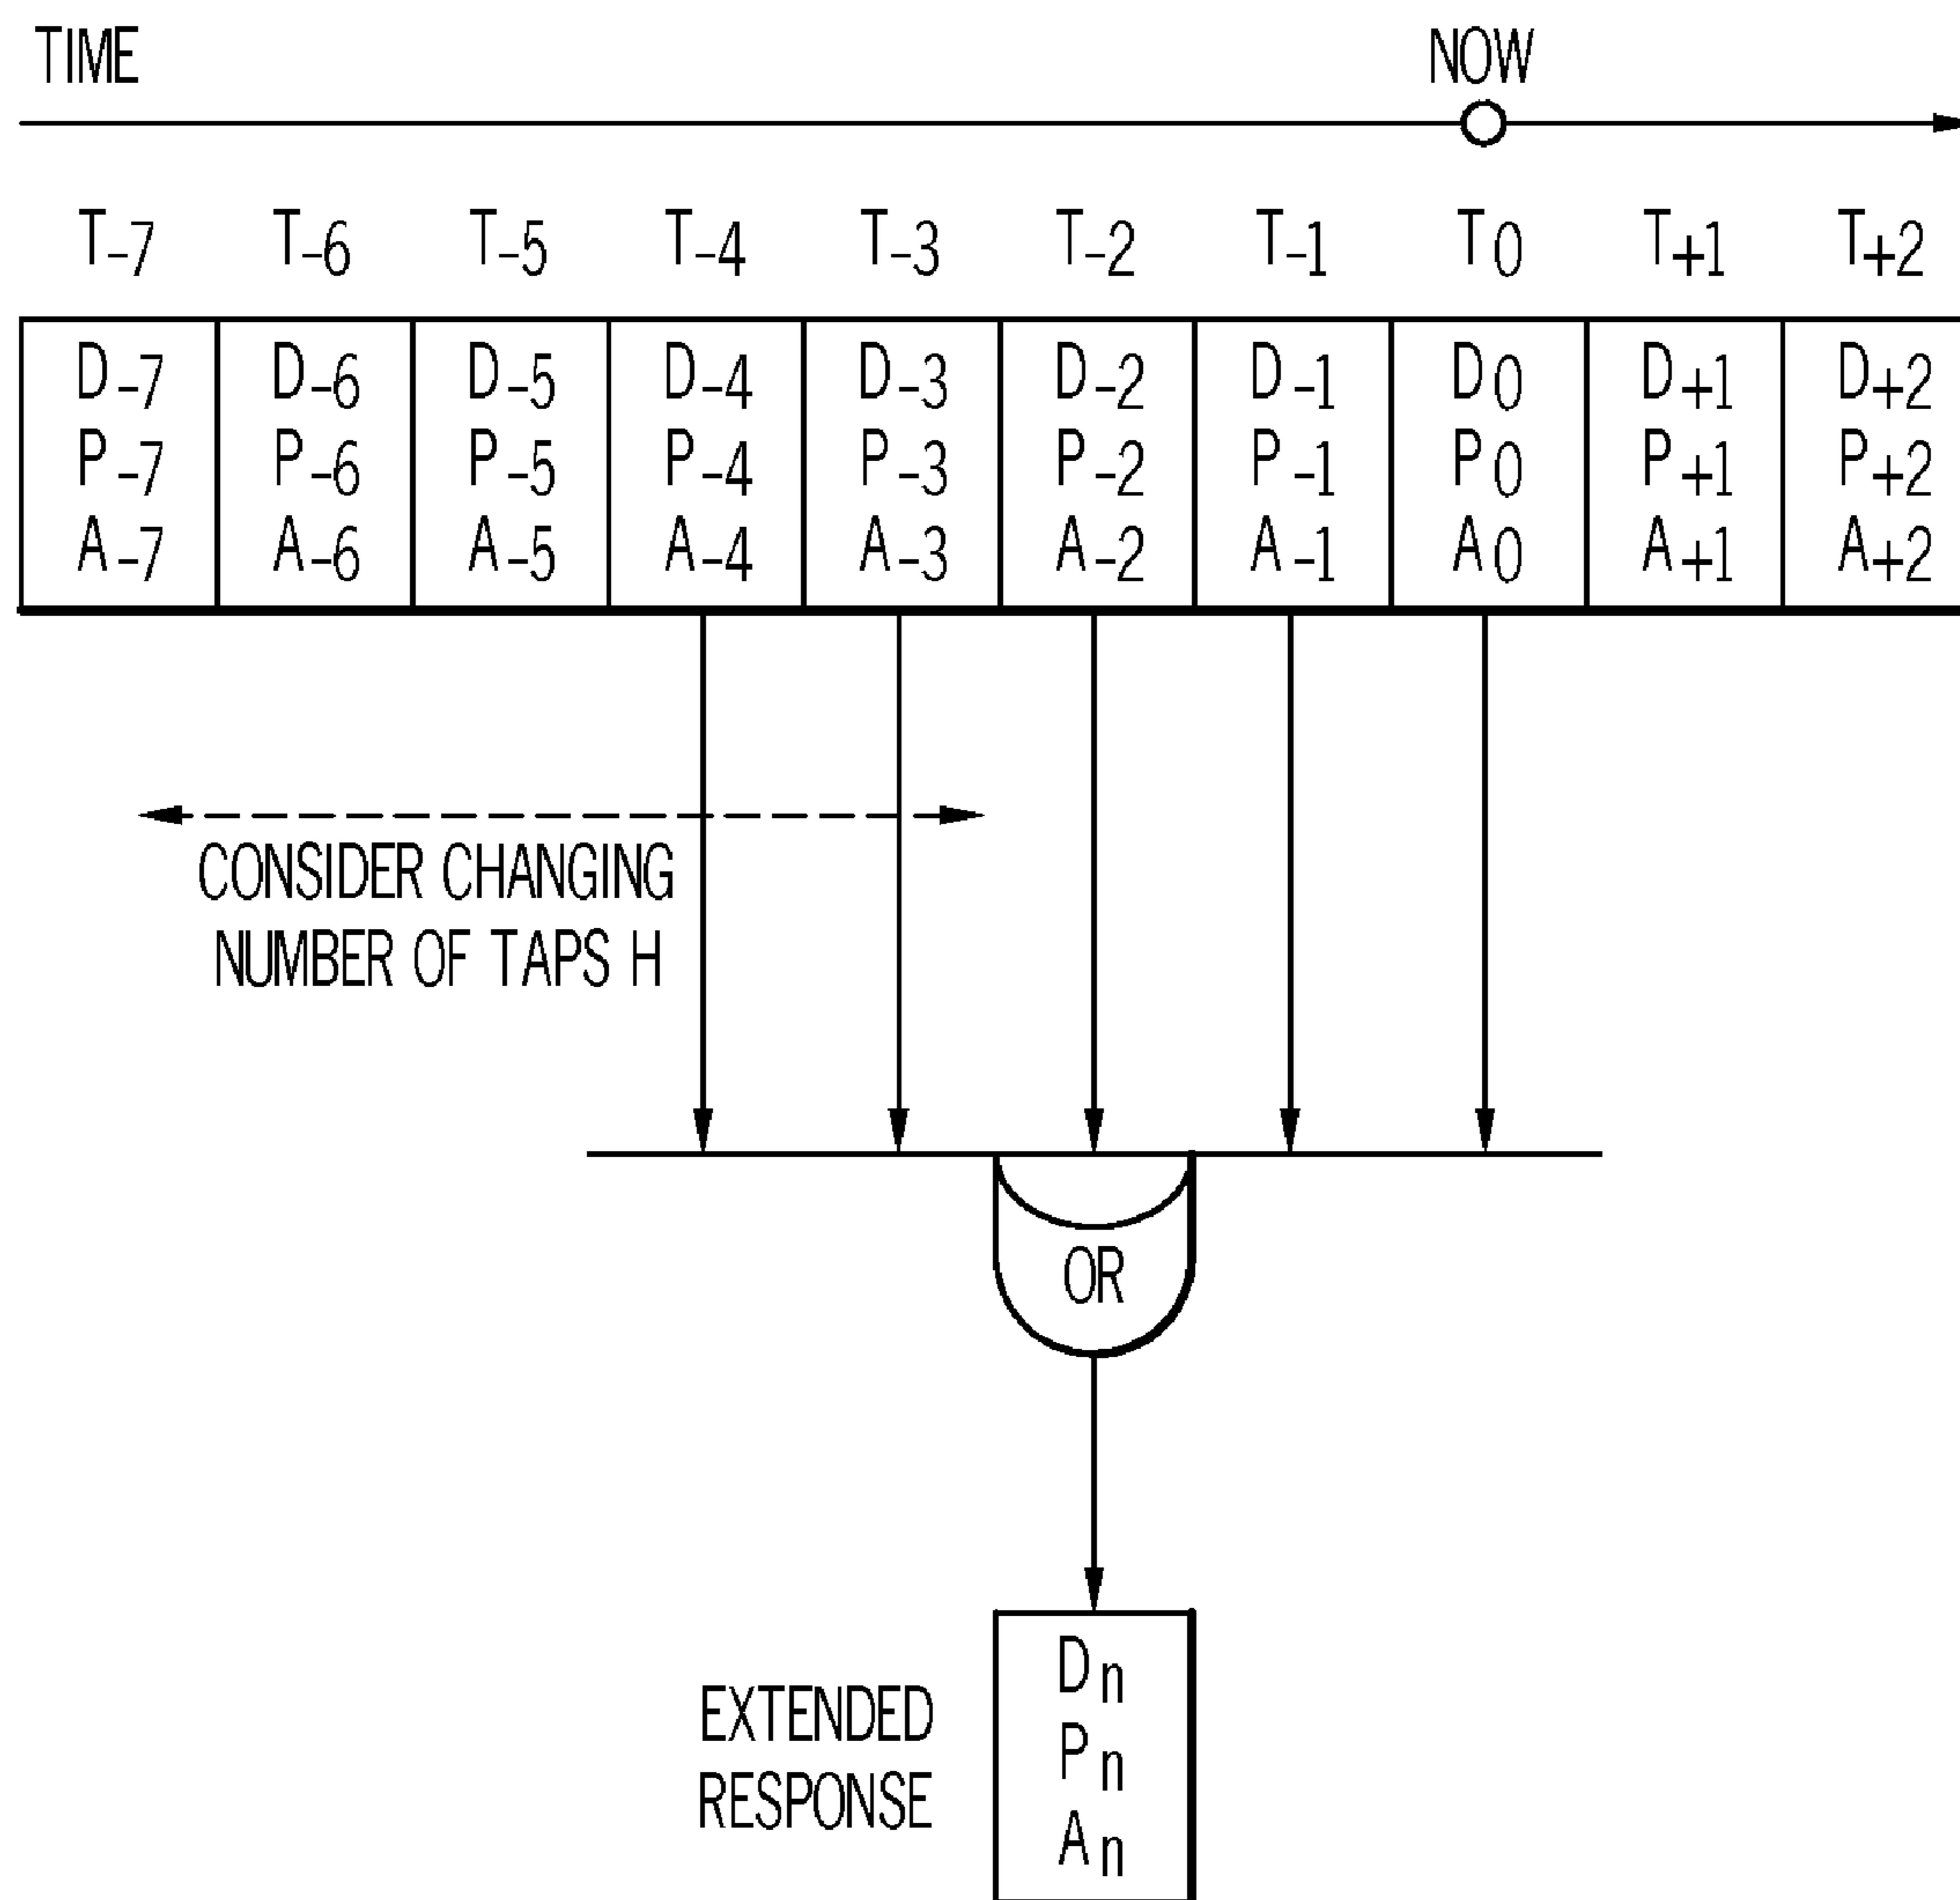 TIME NOW
T-7 T-6 T-5 T-4 T-3 T-2 T-1 T0 T+1 T+2
D-7 D-6 D-5 D-4 D-3 D-2 D-1 D0 D+1 D+2
P-7 P-6 P-5 P-4 P-3 P-2 P-1 P0 P+1 P+2
A-7 A-6 A-5 A-4 A-3 A-2 A-1 A0 A+1 A+2
CONSIDER CHANGING
NUMBER OF TAPS H
OR
EXTENDED
RESPONSE
Dn
Pn
An